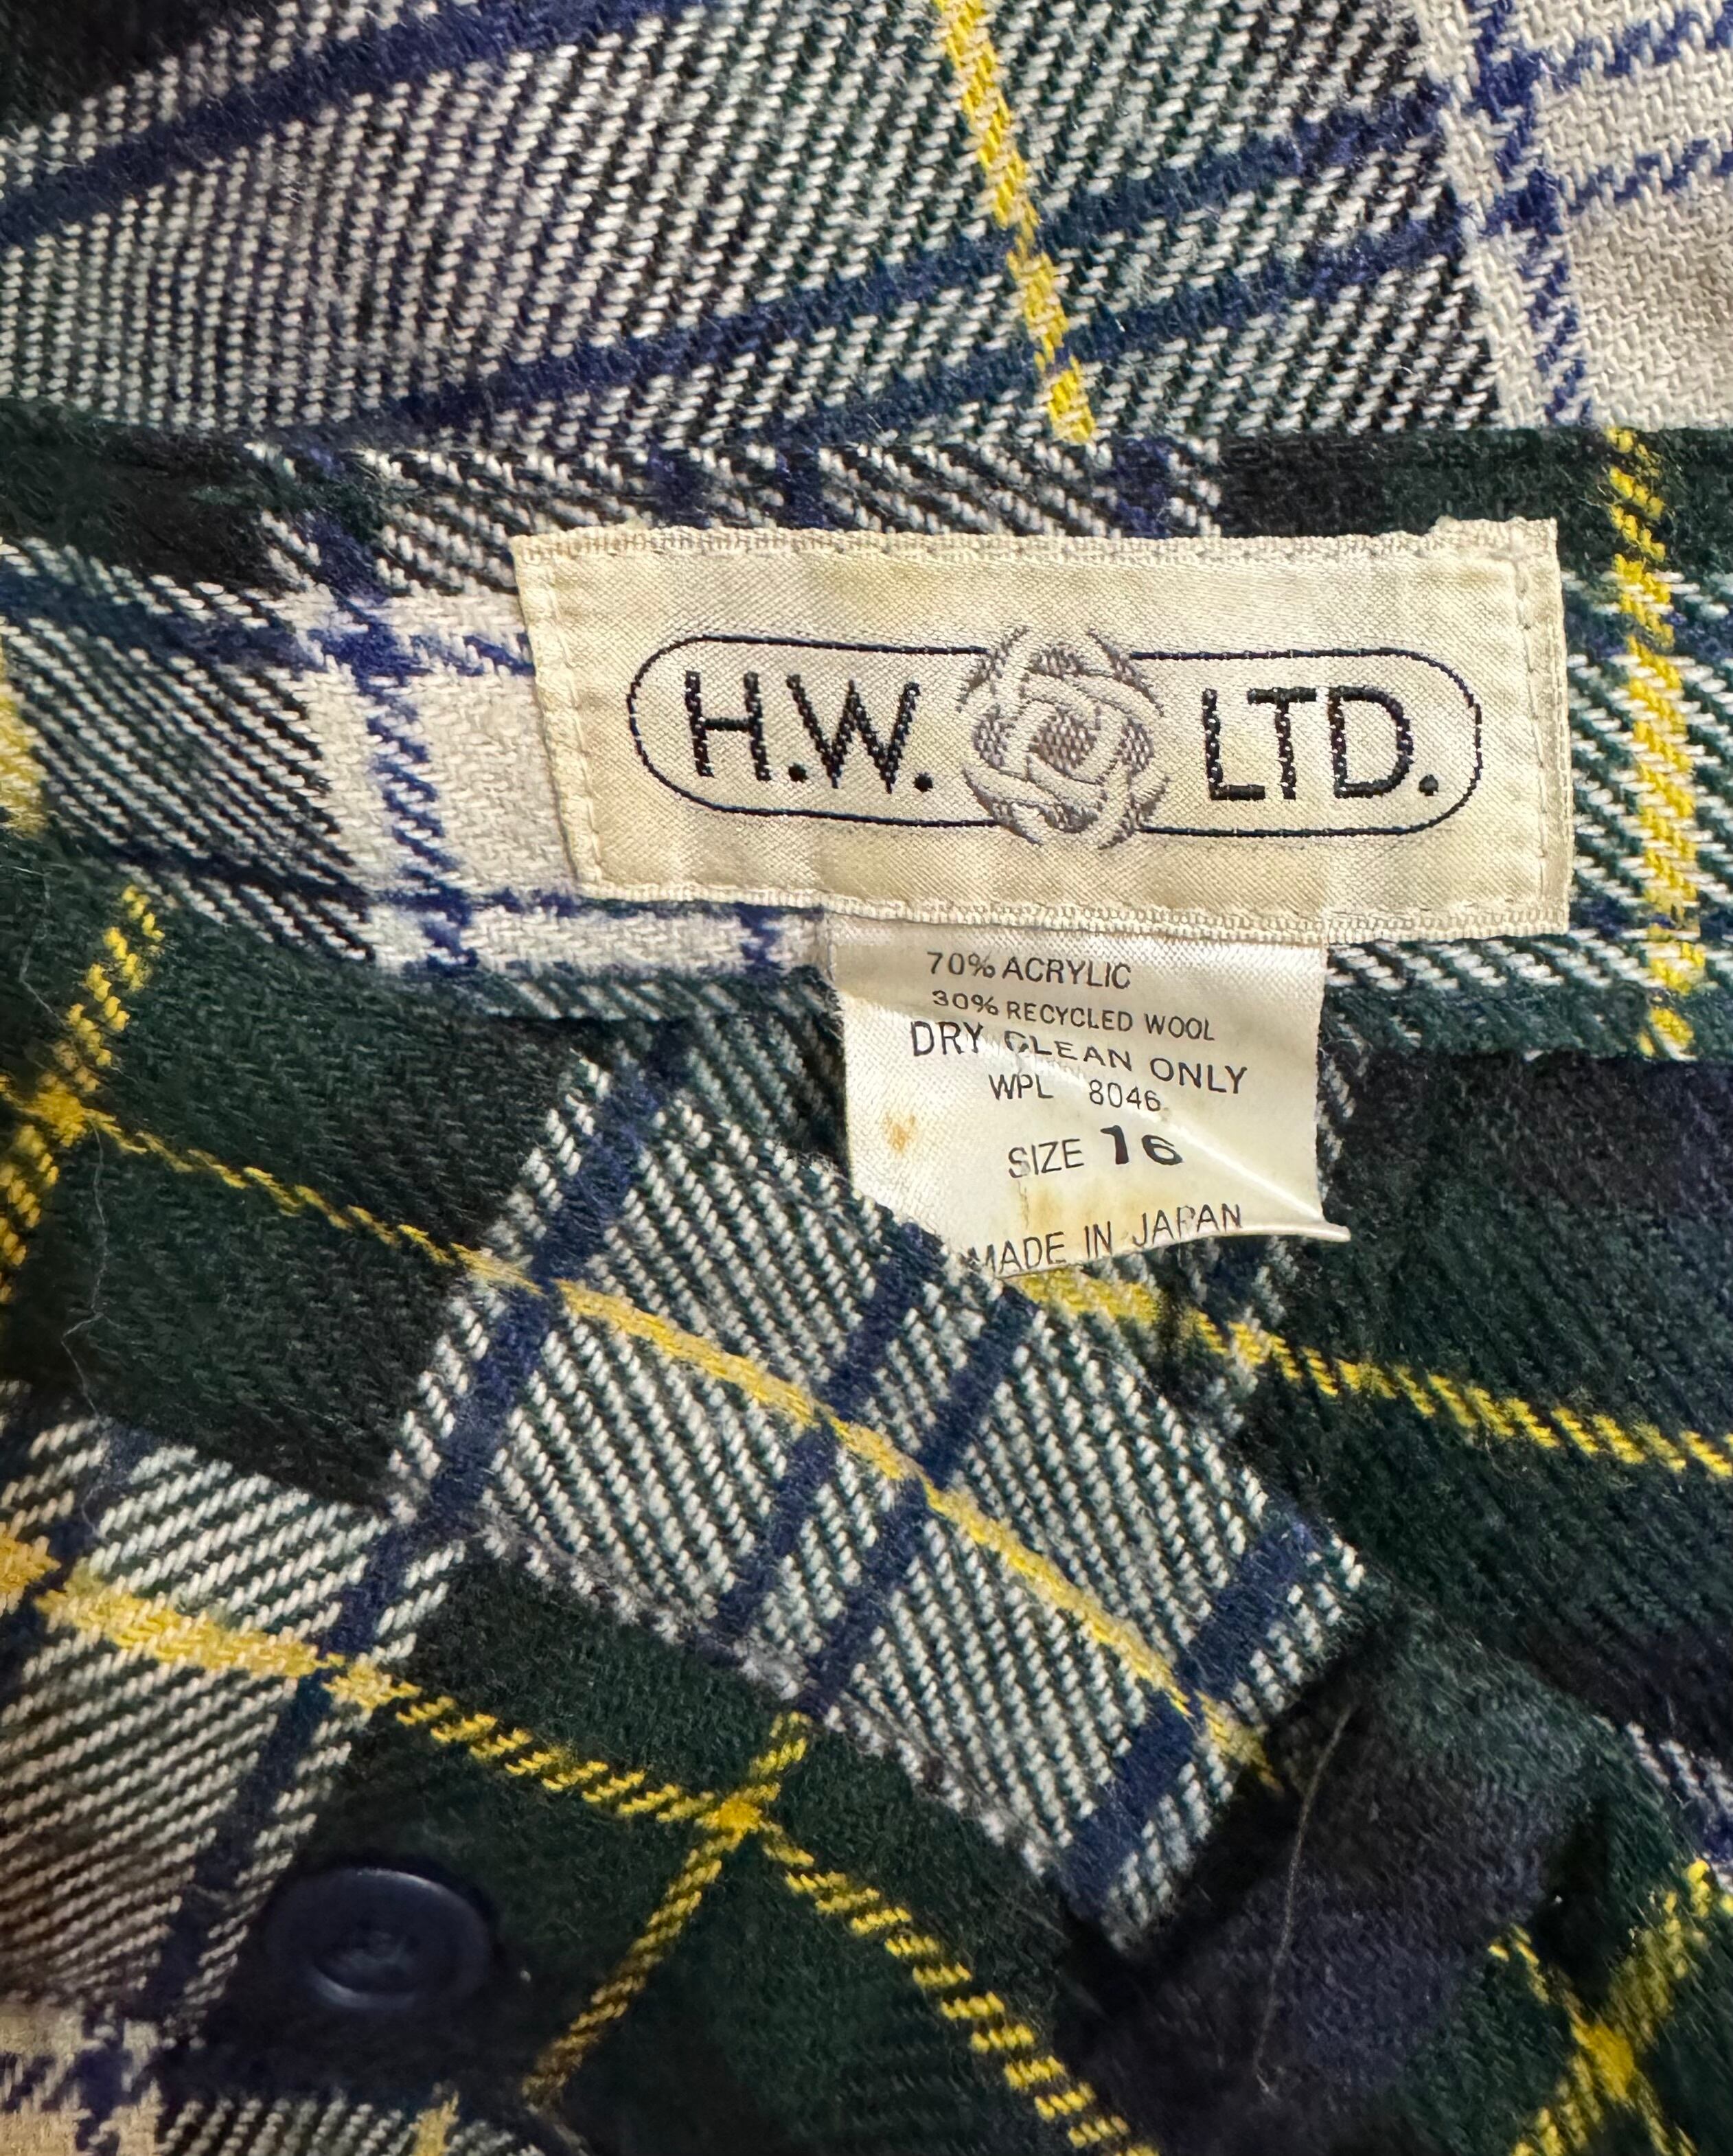 H.W. LTD.
70% ACRYLIC
30% RECYCLED WOOL
DRY CLEAN ONLY
WPL 8046
SIZE 16
MADE IN JAPAN